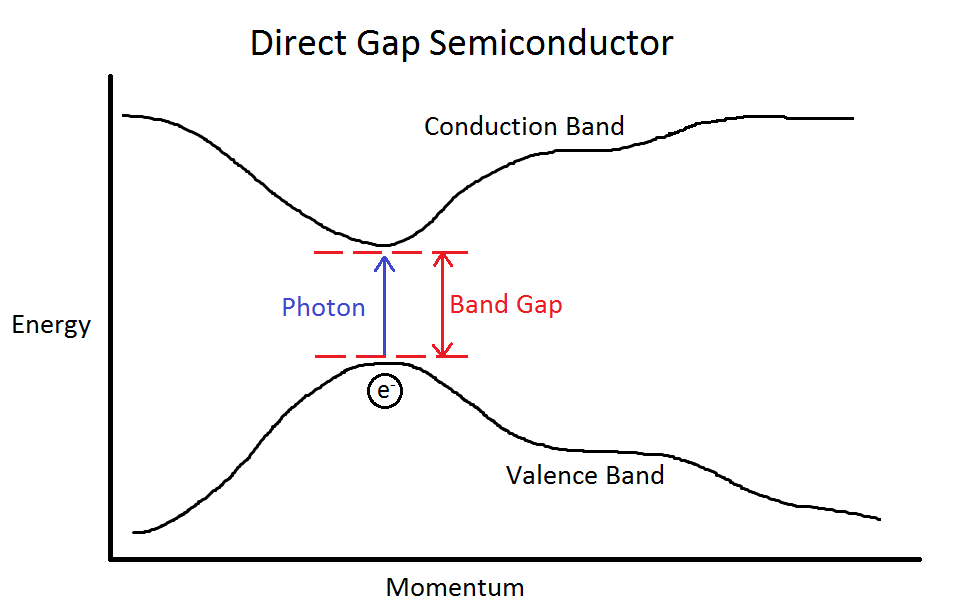 Direct Gap Semiconductor
Conduction Band
Photon
Band Gap
Energy
e⁻
Valence Band
Momentum